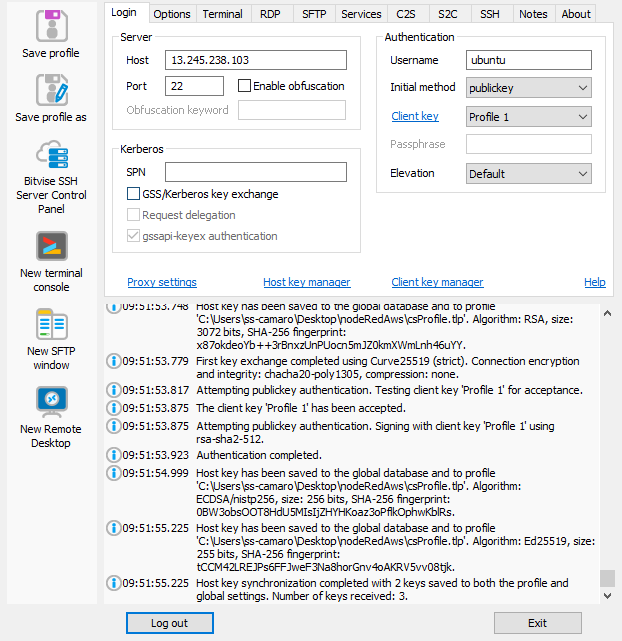 Save profile
Save profile as
Bitvise SSH
Server Control
Panel
New terminal
console
New SFTP
window
New Remote
Desktop
Login Options Terminal RDP SFTP Services C2S S2C SSH Notes About
Server
Host 13.245.238.103
Port 22 Enable obfuscation
Obfuscation keyword
Kerberos
SPN
GSS/Kerberos key exchange
Request delegation
gssapi-keyex authentication
Authentication
Username ubuntu
Initial method publickey
Client key Profile 1
Passphrase
Elevation Default
Proxy settings Host key manager Client key manager Help
09:51:53.748 Host key has been saved to the global database and to profile
'C:\Users\ss-camaro\Desktop\nodeRedAws\csProfile.tlp'. Algorithm: RSA, size:
3072 bits, SHA-256 fingerprint:
x87okdeoYb++3rBnxzUnPUocn5mJZ0kmXWmLnh46uYY.
09:51:53.779 First key exchange completed using Curve25519 (strict). Connection encryption
and integrity: chacha20-poly1305, compression: none.
09:51:53.817 Attempting publickey authentication. Testing client key 'Profile 1' for acceptance.
09:51:53.875 The client key 'Profile 1' has been accepted.
09:51:53.875 Attempting publickey authentication. Signing with client key 'Profile 1' using
rsa-sha2-512.
09:51:53.923 Authentication completed.
09:51:54.999 Host key has been saved to the global database and to profile
'C:\Users\ss-camaro\Desktop\nodeRedAws\csProfile.tlp'. Algorithm:
ECDSA/nistp256, size: 256 bits, SHA-256 fingerprint:
0BW3obsOOT8HdU5MIsIjZHYHKoaz3oPflkOphwKblRs.
09:51:55.225 Host key has been saved to the global database and to profile
'C:\Users\ss-camaro\Desktop\nodeRedAws\csProfile.tlp'. Algorithm: Ed25519, size:
255 bits, SHA-256 fingerprint:
tCCM42LREJPs6FFJweF3Na8horGnv4oAKRV5vv08tjk.
09:51:55.225 Host key synchronization completed with 2 keys saved to both the profile and
global settings. Number of keys received: 3.
Log out Exit